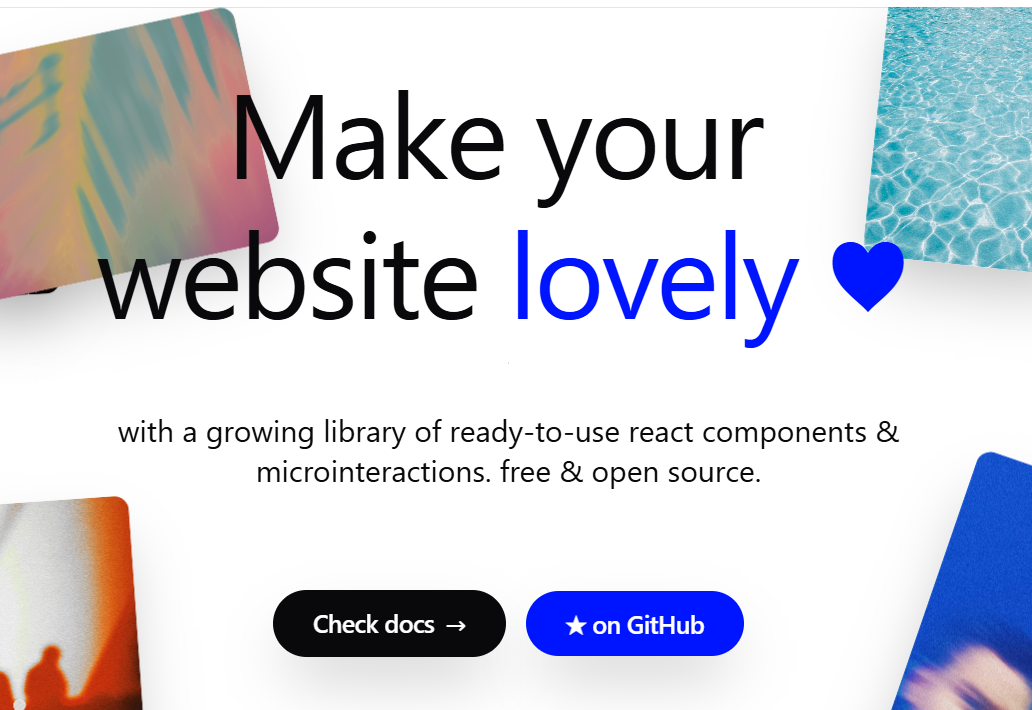 Make your
website lovely ♥
with a growing library of ready-to-use react components &
microinteractions. free & open source.
Check docs →
★ on GitHub